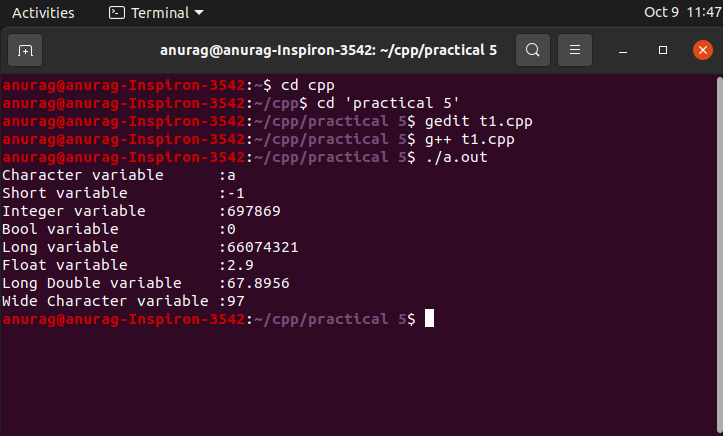 Activities Terminal Oct 9 11:47
anurag@anurag-Inspiron-3542: ~/cpp/practical 5
anurag@anurag-Inspiron-3542:~$ cd cpp
anurag@anurag-Inspiron-3542:~/cpp$ cd 'practical 5'
anurag@anurag-Inspiron-3542:~/cpp/practical 5$ gedit t1.cpp
anurag@anurag-Inspiron-3542:~/cpp/practical 5$ g++ t1.cpp
anurag@anurag-Inspiron-3542:~/cpp/practical 5$ ./a.out
Character variable      :a
Short variable          :-1
Integer variable        :697869
Bool variable           :0
Long variable           :66074321
Float variable          :2.9
Long Double variable    :67.8956
Wide Character variable :97
anurag@anurag-Inspiron-3542:~/cpp/practical 5$